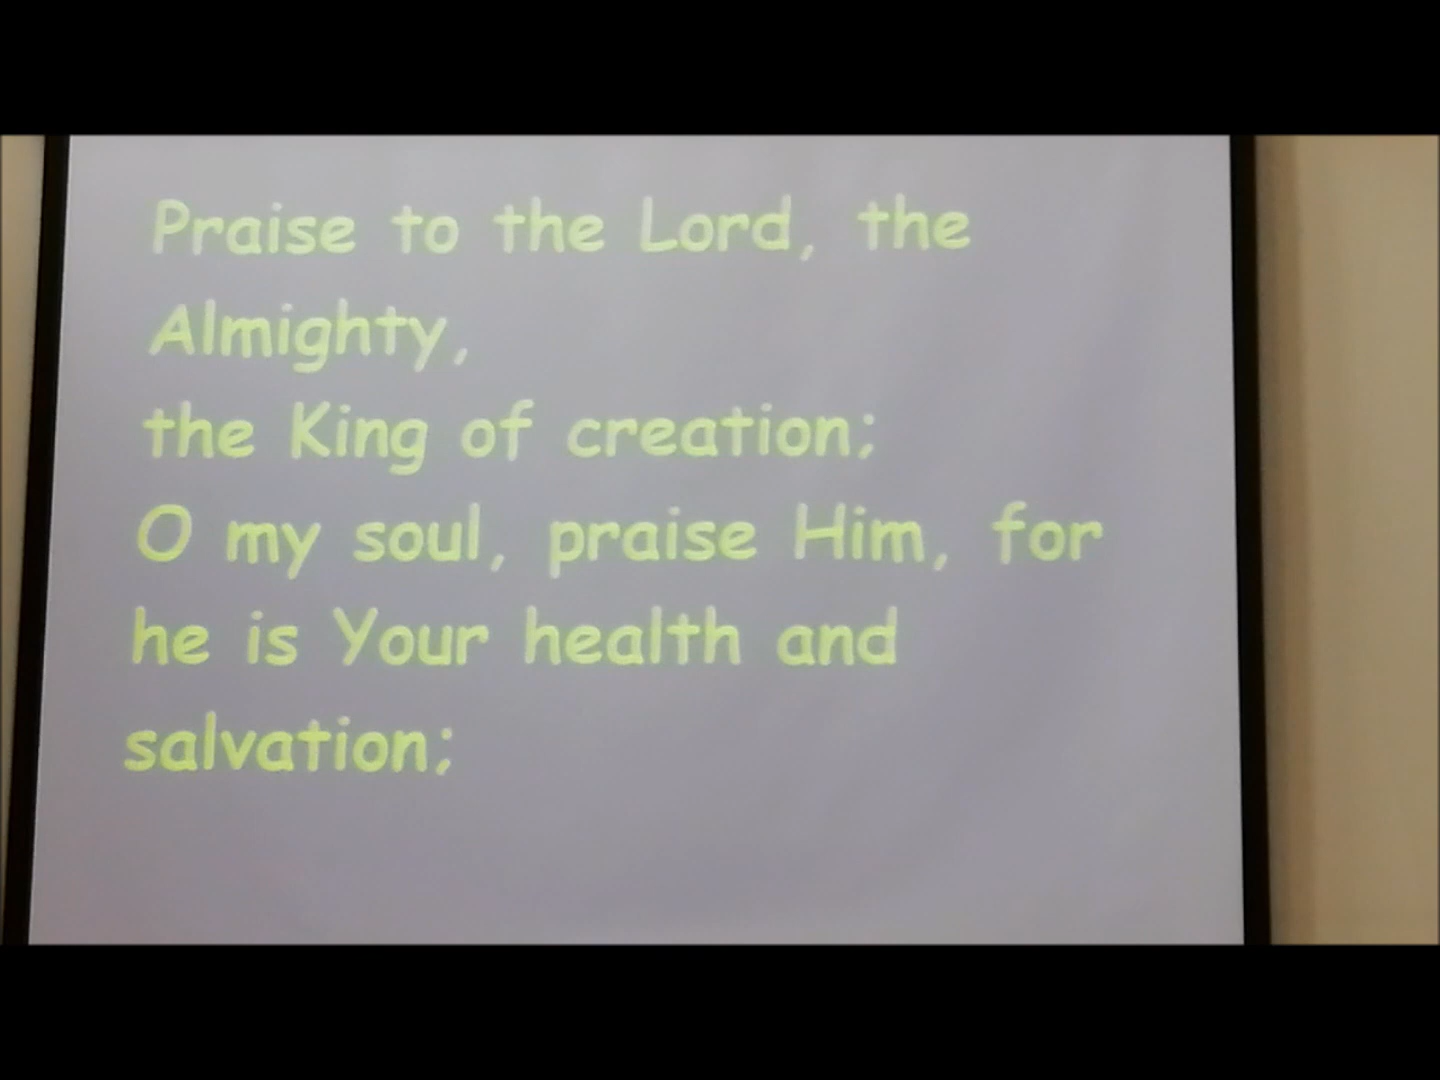 Praise to the Lord, the
Almighty,
the King of creation;
O my soul, praise Him, for
he is Your health and
salvation;